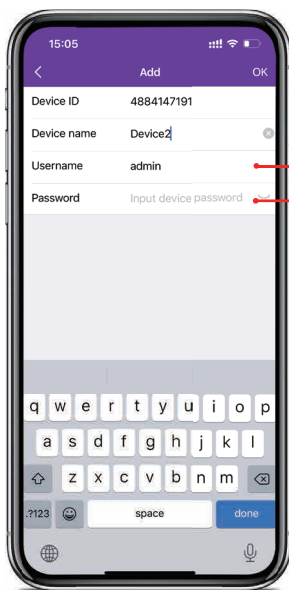 15:05
Add OK
Device ID 4884147191
Device name Device2
Username admin
Password Input device password
q w e r t y u i o p
a s d f g h j k l
z x c v b n m
.?123 space done